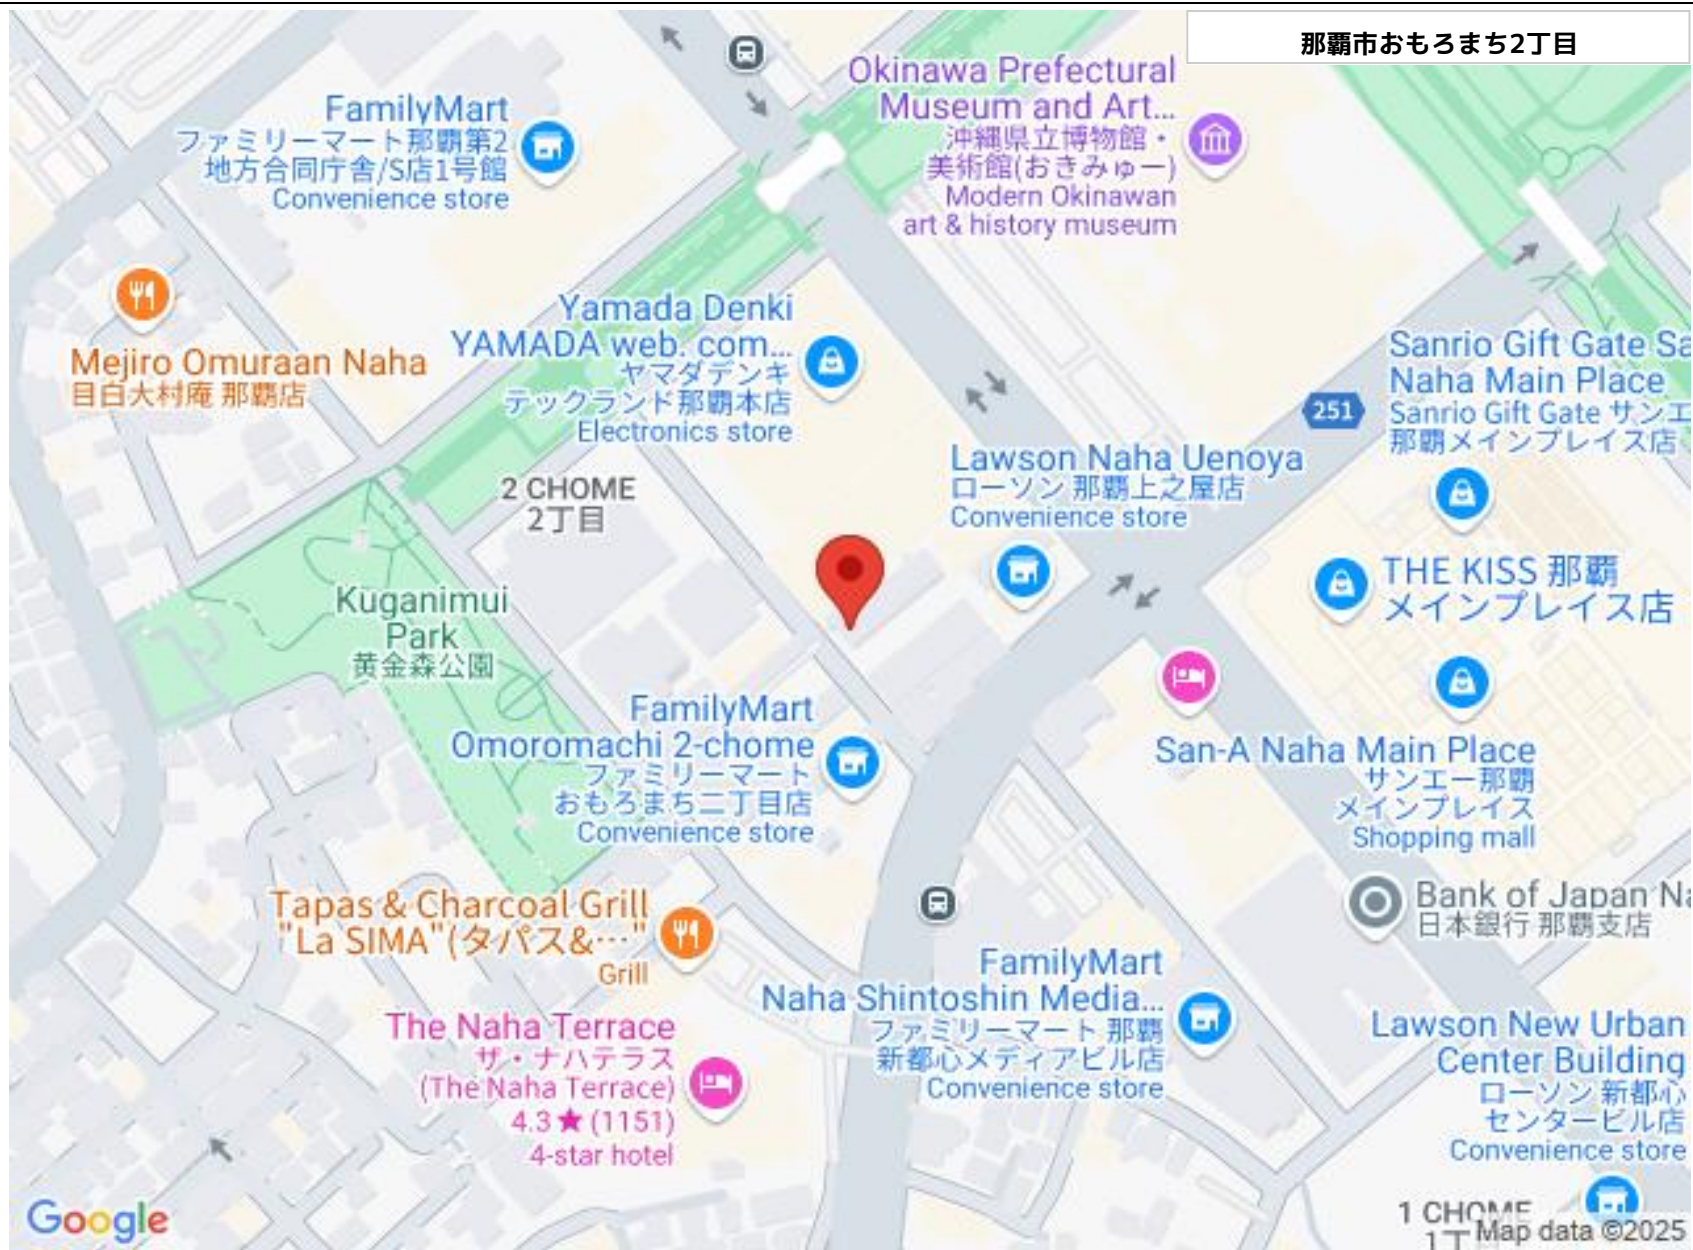 那覇市おもろまち2丁目
Okinawa Prefectural
Museum and Art...
沖縄県立博物館・
美術館(おきみゅー)
Modern Okinawan
art & history museum
FamilyMart
ファミリーマート那覇第2
地方合同庁舎/S店1号館
Convenience store
Mejiro Omuraan Naha
目白大村庵 那覇店
Yamada Denki
YAMADA web. com...
ヤマダデンキ
テックランド那覇本店
Electronics store
Sanrio Gift Gate Sa
Naha Main Place
Sanrio Gift Gate サンエ
那覇メインプレイス店
251
Lawson Naha Uenoya
ローソン 那覇上之屋店
Convenience store
2 CHOME
2丁目
THE KISS 那覇
メインプレイス店
Kuganimui
Park
黄金森公園
FamilyMart
Omoromachi 2-chome
ファミリーマート
おもろまち二丁目店
Convenience store
San-A Naha Main Place
サンエー那覇
メインプレイス
Shopping mall
Bank of Japan Na
日本銀行 那覇支店
Tapas & Charcoal Grill
"La SIMA"(タパス&…"
Grill
FamilyMart
Naha Shintoshin Media...
ファミリーマート 那覇
新都心メディアビル店
Convenience store
The Naha Terrace
ザ・ナハテラス
(The Naha Terrace)
4.3★(1151)
4-star hotel
Lawson New Urban
Center Building
ローソン 新都心
センタービル店
Convenience store
1 CHOME
1丁
Google
Map data ©2025